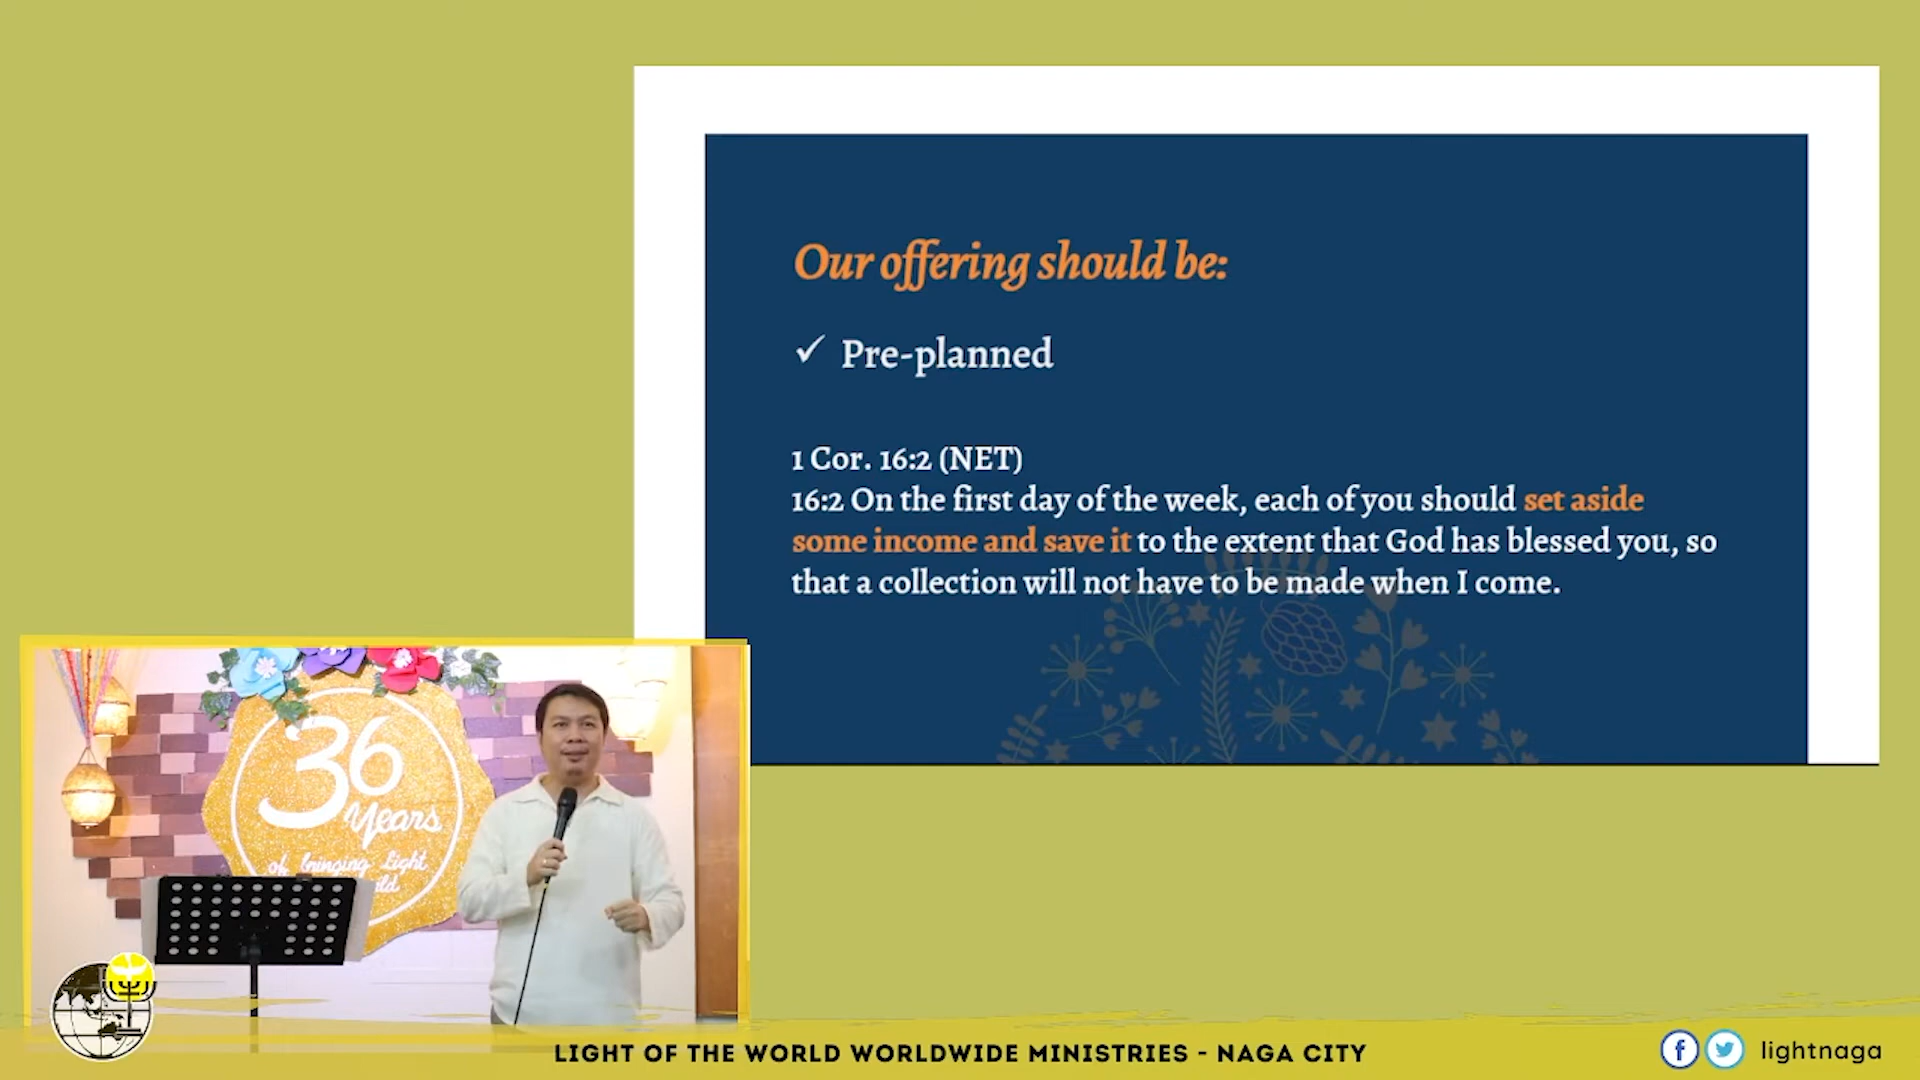 Our offering should be:
✓ Pre-planned
1 Cor. 16:2 (NET)
16:2 On the first day of the week, each of you should set aside
some income and save it to the extent that God has blessed you, so
that a collection will not have to be made when I come.
36
Years
of bringing Light
LIGHT OF THE WORLD WORLDWIDE MINISTRIES - NAGA CITY
lightnaga